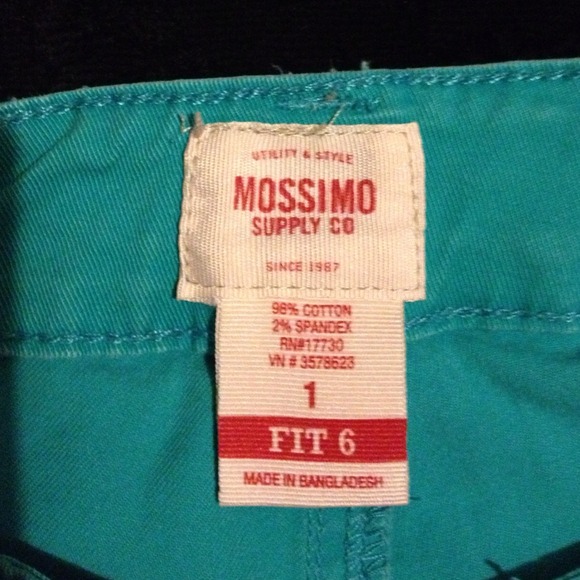 UTILITY & STYLE
MOSSIMO
SUPPLY CO
SINCE 1987
98% COTTON
2% SPANDEX
RN#17730
VN # 3578623
1
FIT 6
MADE IN BANGLADESH